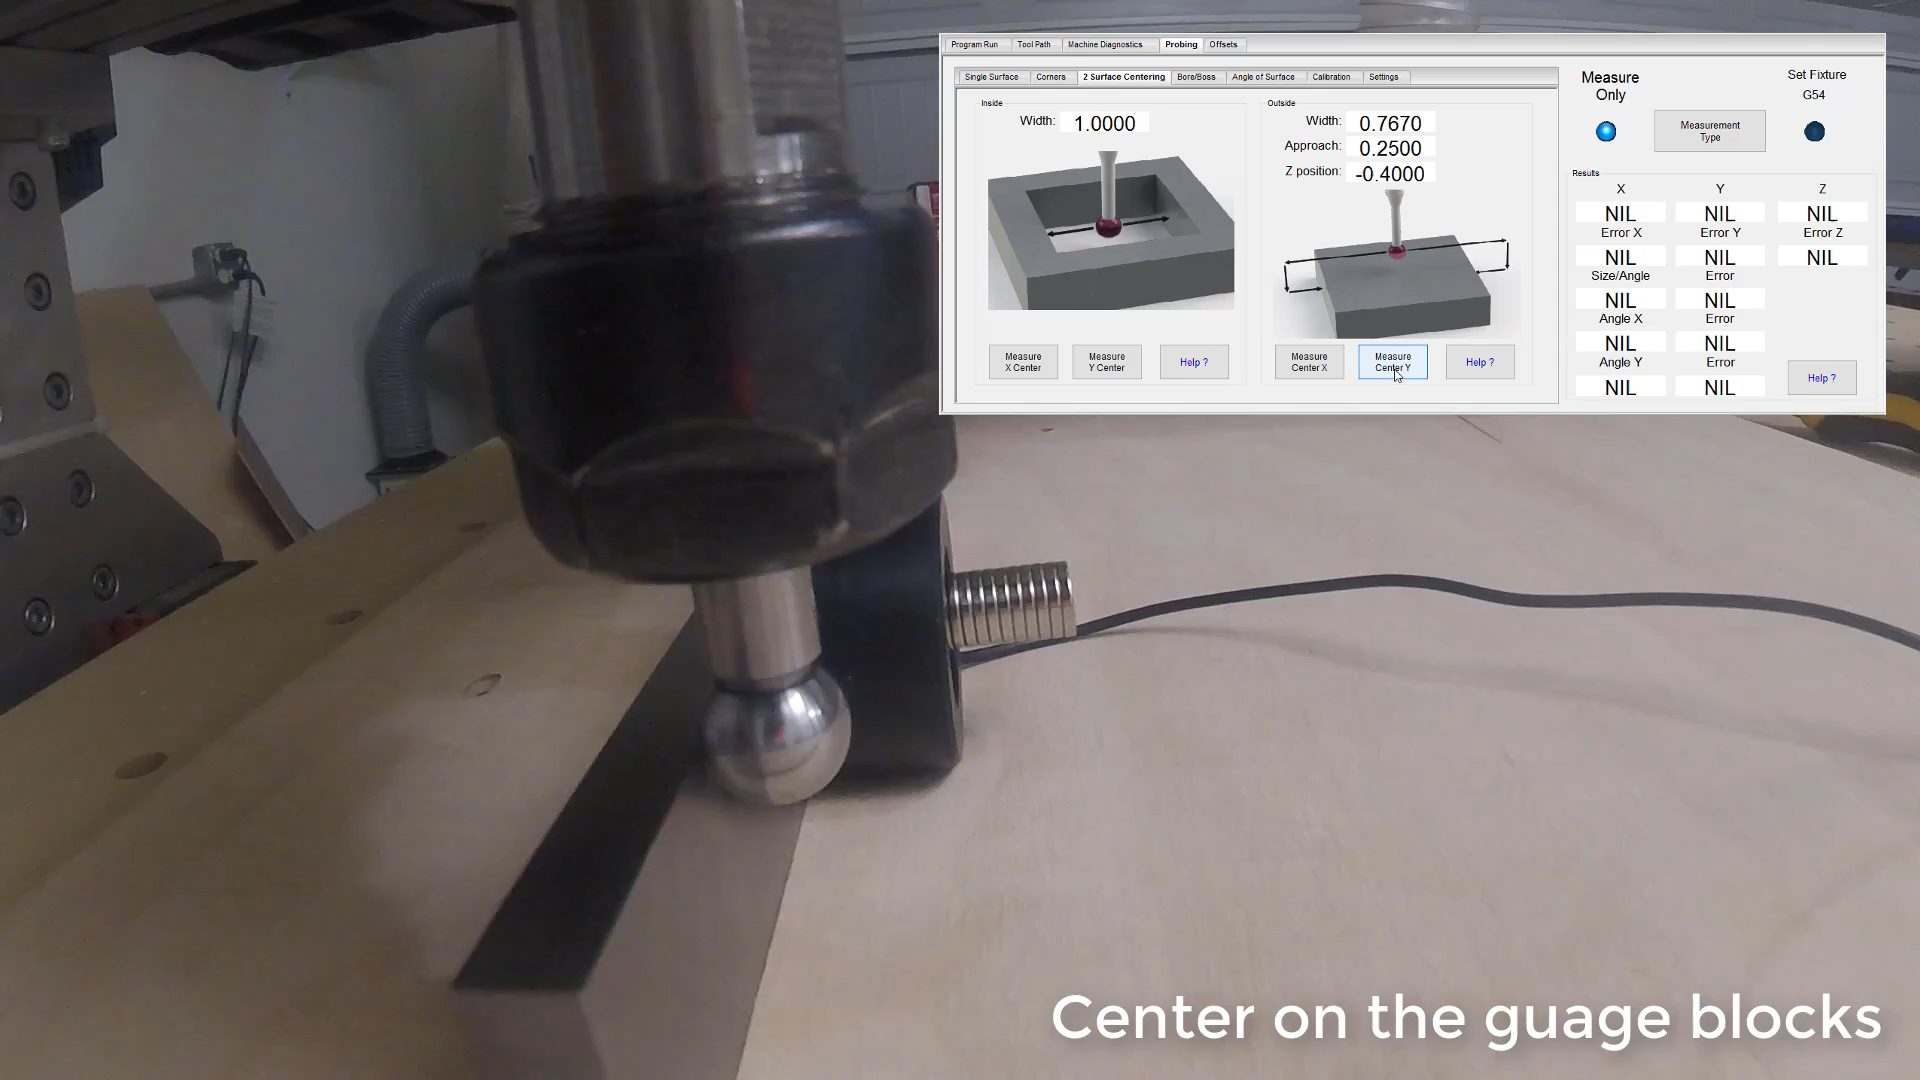 Program Run Tool Path Machine Diagnostics Probing Offsets
Single Surface Corners 2 Surface Centering Bore/Boss Angle of Surface Calibration Settings
Inside
Width: 1.0000
Measure
X Center
Measure
Y Center
Help ?
Outside
Width: 0.7670
Approach: 0.2500
Z position: -0.4000
Measure
Center X
Measure
Center Y
Help ?
Measure
Only
Measurement
Type
Set Fixture
G54
Results
X Y Z
NIL NIL NIL
Error X Error Y Error Z
NIL NIL NIL
Size/Angle Error
NIL NIL
Angle X Error
NIL NIL
Angle Y Error
NIL NIL
Help ?
Center on the guage blocks